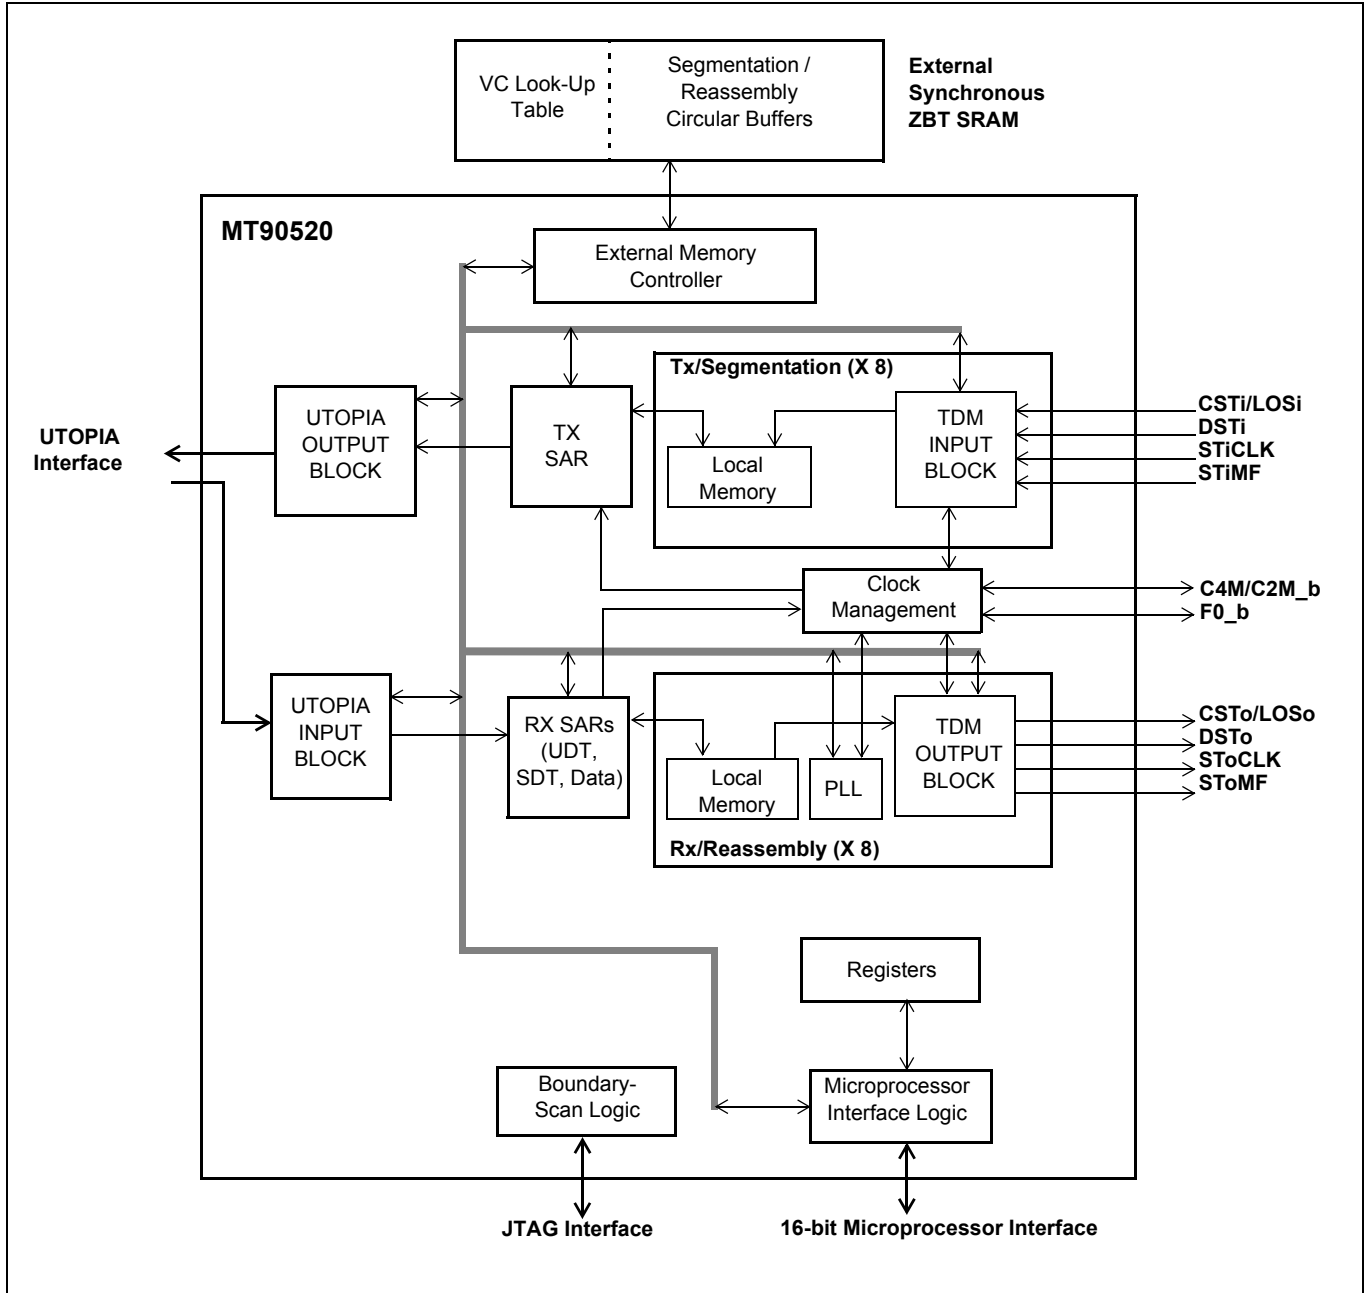 VC Look-Up
Table
Segmentation /
Reassembly
Circular Buffers
External
Synchronous
ZBT SRAM
MT90520
External Memory
Controller
Tx/Segmentation (X 8)
UTOPIA
OUTPUT
BLOCK
TX
SAR
Local
Memory
TDM
INPUT
BLOCK
CSTi/LOSi
DSTi
STiCLK
STiMF
UTOPIA
Interface
Clock
Management
C4M/C2M_b
F0_b
UTOPIA
INPUT
BLOCK
RX SARs
(UDT,
SDT, Data)
Local
Memory
PLL
TDM
OUTPUT
BLOCK
CSTo/LOSo
DSTo
SToCLK
SToMF
Rx/Reassembly (X 8)
Registers
Boundary-
Scan Logic
Microprocessor
Interface Logic
JTAG Interface
16-bit Microprocessor Interface